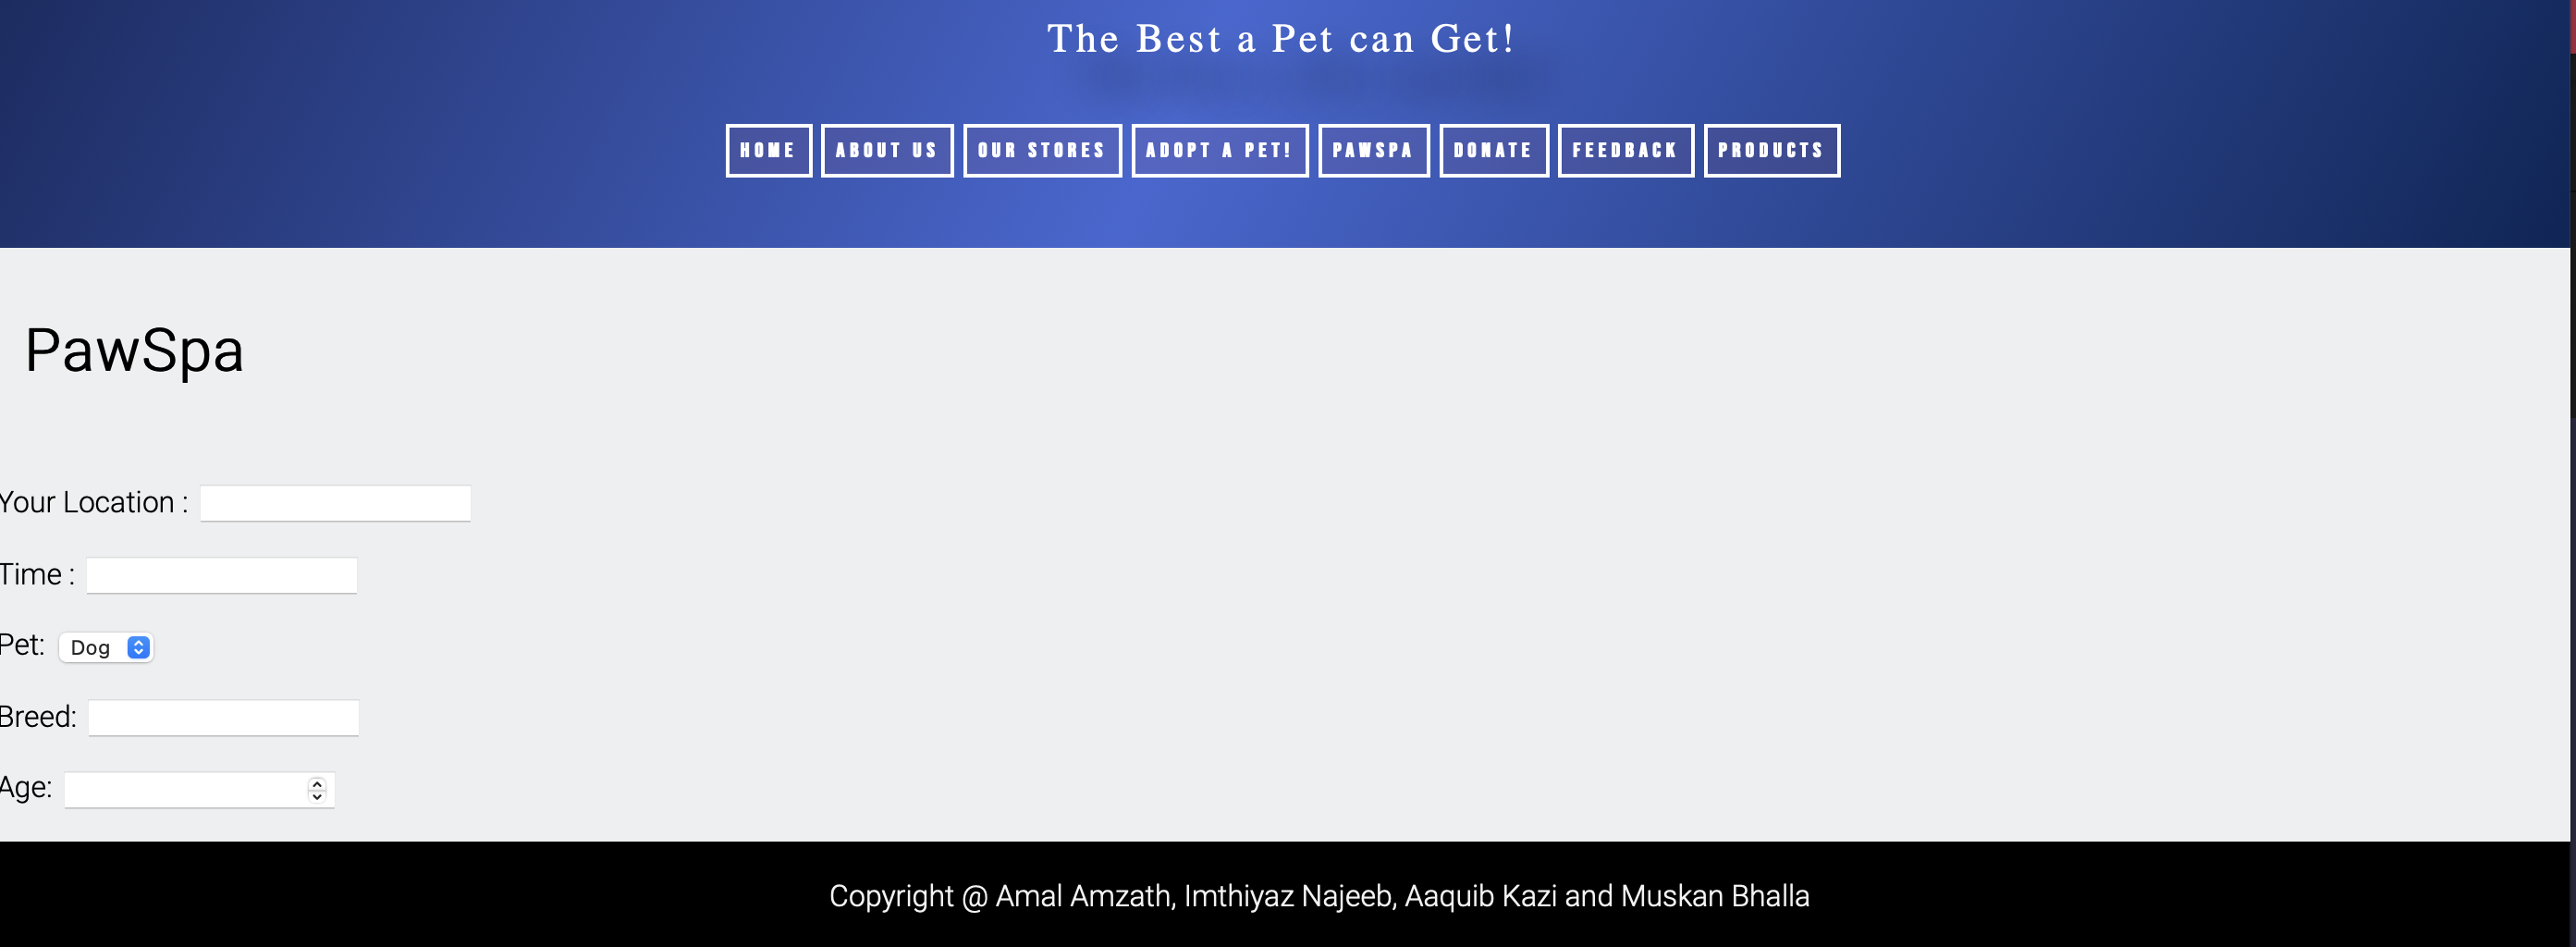 The Best a Pet can Get!
HOME ABOUT US OUR STORES ADOPT A PET! PAWSPA DONATE FEEDBACK PRODUCTS
PawSpa
Your Location :
Time :
Pet: Dog
Breed:
Age:
Copyright @ Amal Amzath, Imthiyaz Najeeb, Aaquib Kazi and Muskan Bhalla